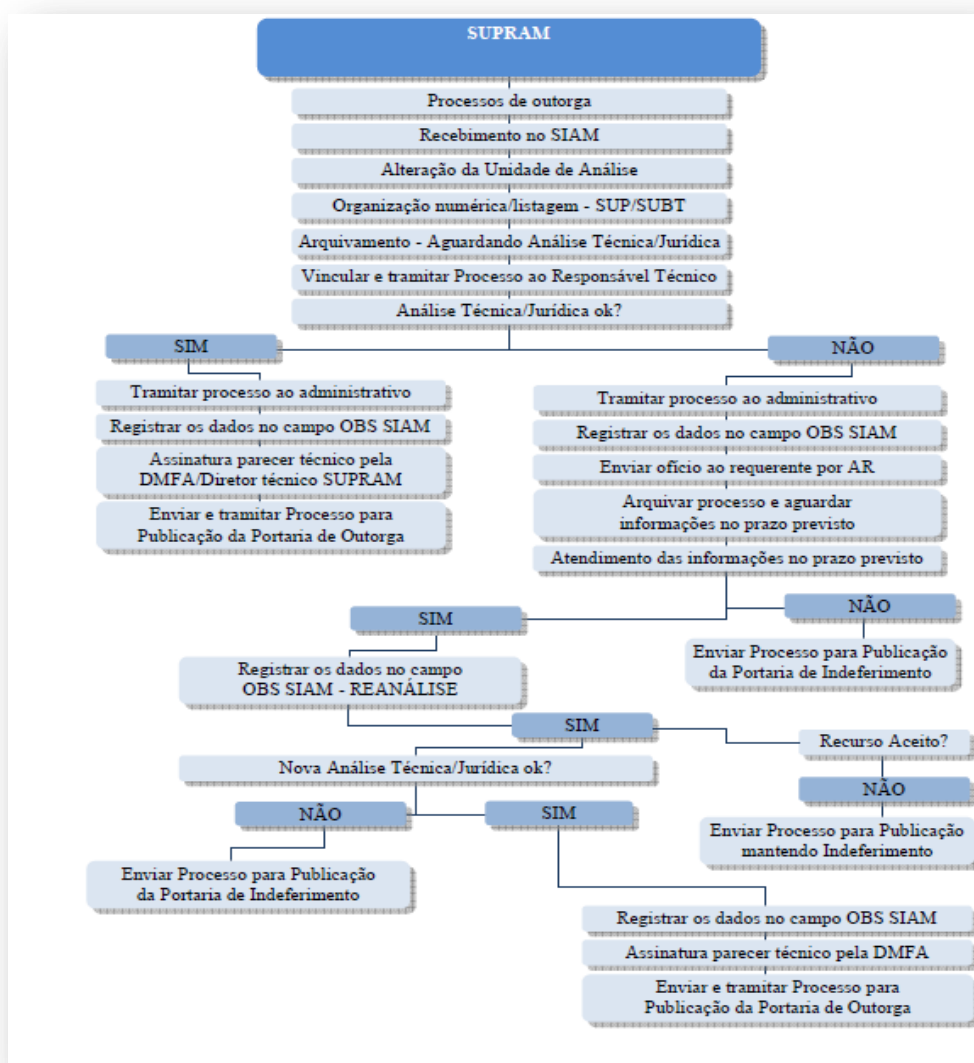 SUPRAM
Processos de outorga
Recebimento no SIAM
Alteração da Unidade de Análise
Organização numérica/listagem - SUP/SUBT
Arquivamento - Aguardando Análise Técnica/Jurídica
Vincular e tramitar Processo ao Responsável Técnico
Análise Técnica/Jurídica ok?
SIM
Tramitar processo ao administrativo
Registrar os dados no campo OBS SIAM
Assinatura parecer técnico pela
DMFA/Diretor técnico SUPRAM
Enviar e tramitar Processo para
Publicação da Portaria de Outorga
NÃO
Tramitar processo ao administrativo
Registrar os dados no campo OBS SIAM
Enviar ofício ao requerente por AR
Arquivar processo e aguardar
informações no prazo previsto
Atendimento das informações no prazo previsto
NÃO
Enviar Processo para Publicação
da Portaria de Indeferimento
SIM
Registrar os dados no campo
OBS SIAM - REANÁLISE
SIM
Recurso Aceito?
NÃO
Enviar Processo para Publicação
mantendo Indeferimento
Nova Análise Técnica/Jurídica ok?
NÃO
Enviar Processo para Publicação
da Portaria de Indeferimento
SIM
Registrar os dados no campo OBS SIAM
Assinatura parecer técnico pela DMFA
Enviar e tramitar Processo para
Publicação da Portaria de Outorga